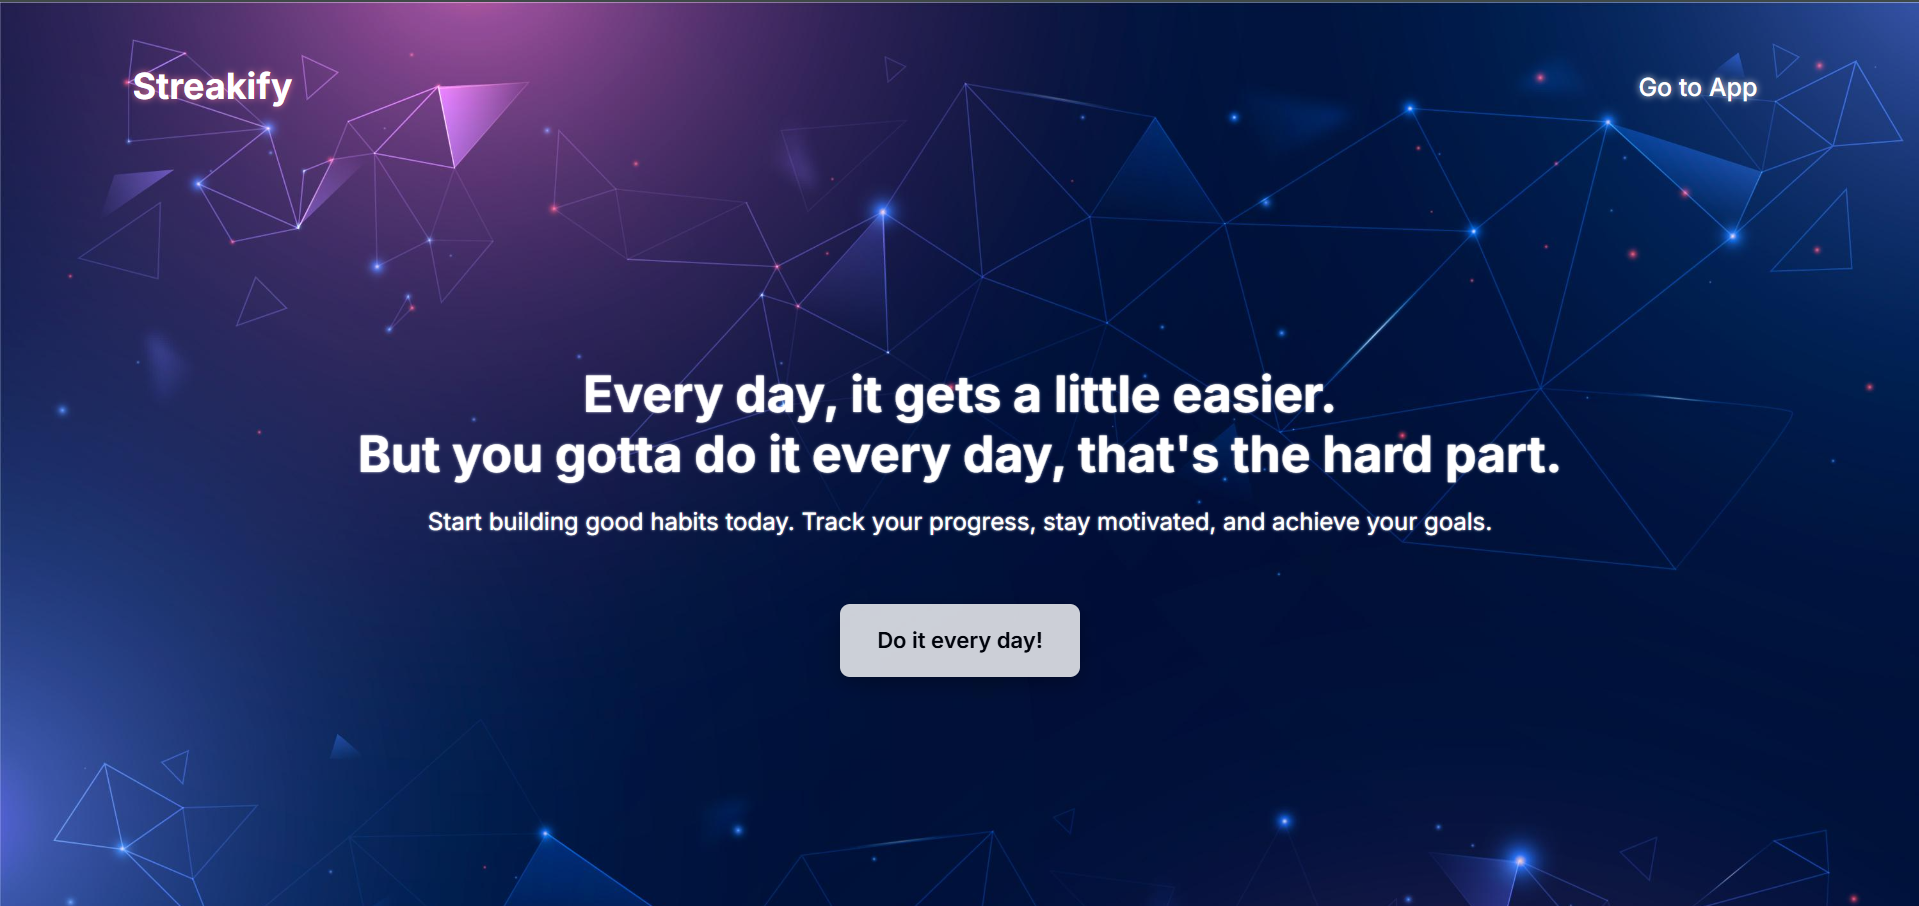 Streakify
Go to App
Every day, it gets a little easier.
But you gotta do it every day, that's the hard part.
Start building good habits today. Track your progress, stay motivated, and achieve your goals.
Do it every day!